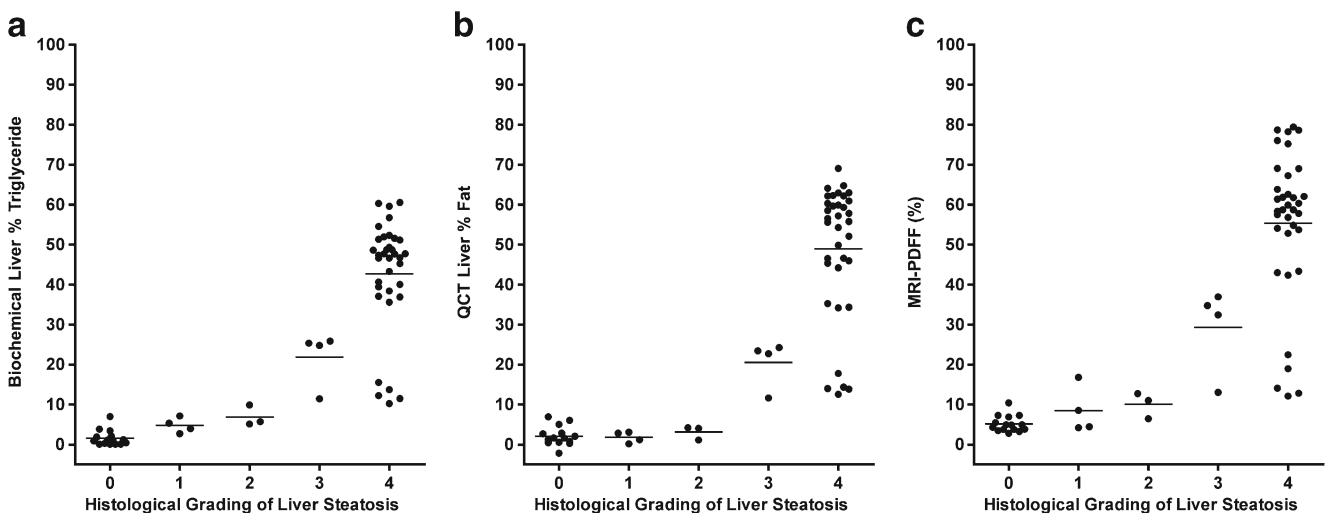 a
100
90
80
70
60
50
40
30
20
10
0
Biochemical Liver % Triglyceride
0 1 2 3 4
Histological Grading of Liver Steatosis
b
100
90
80
70
60
50
40
30
20
10
0
QCT Liver % Fat
0 1 2 3 4
Histological Grading of Liver Steatosis
c
100
90
80
70
60
50
40
30
20
10
0
MRI-PDFF (%)
0 1 2 3 4
Histological Grading of Liver Steatosis